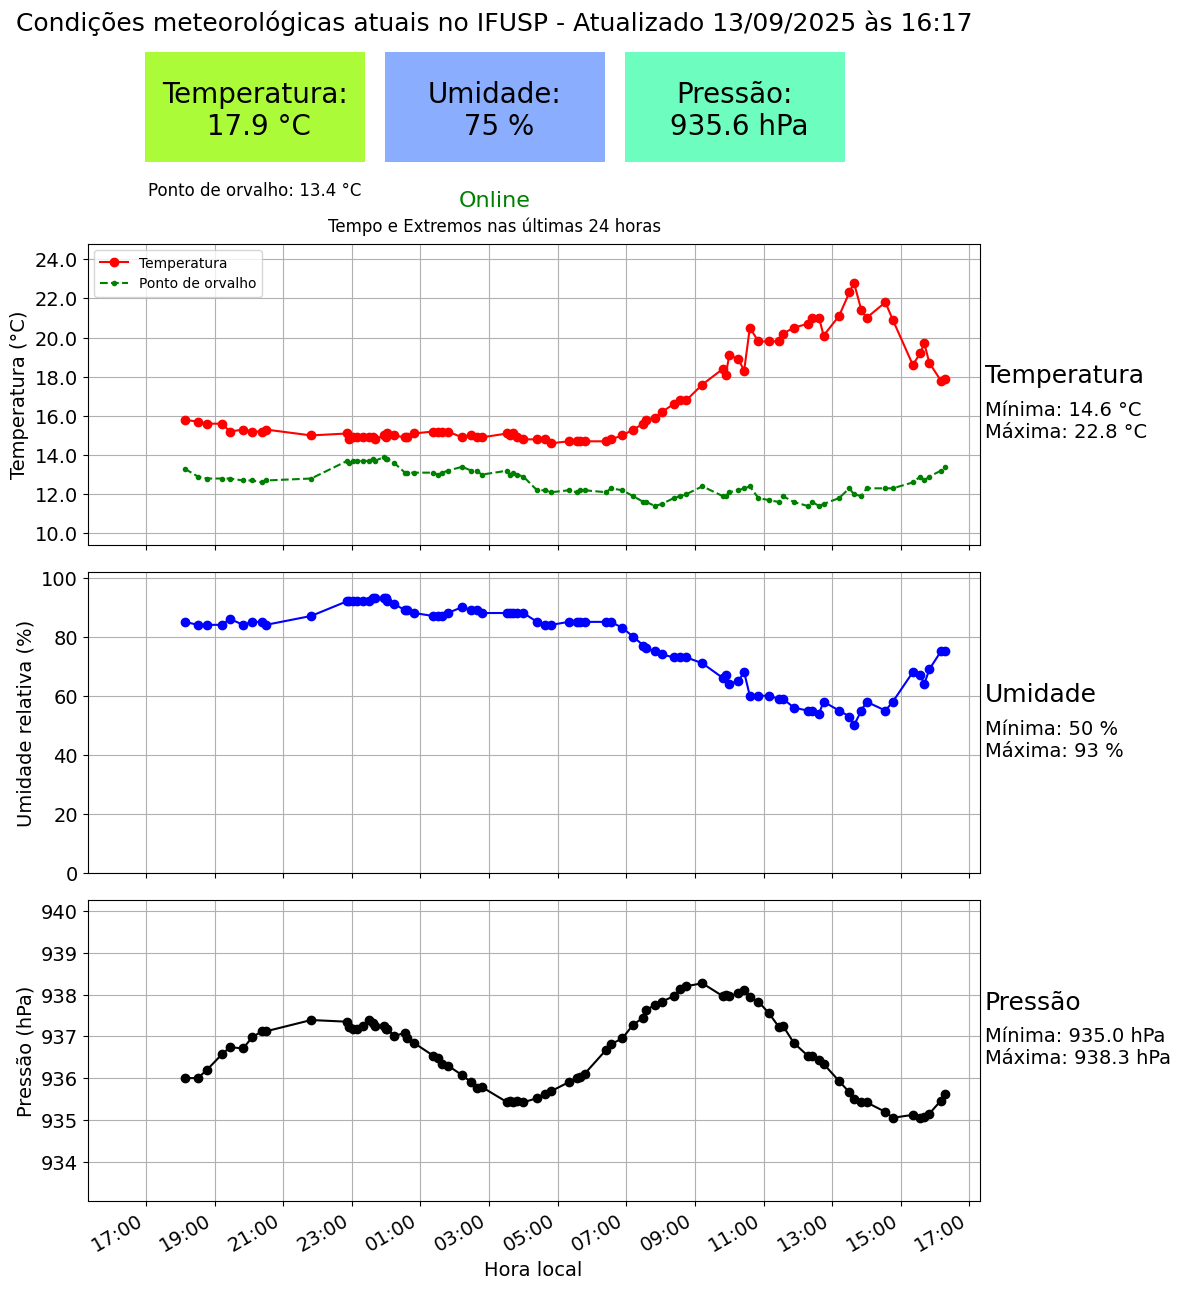 Condições meteorológicas atuais no IFUSP - Atualizado 13/09/2025 às 16:17
Temperatura:
17.9 °C
Umidade:
75 %
Pressão:
935.6 hPa
Ponto de orvalho: 13.4 °C
Online
Tempo e Extremos nas últimas 24 horas
Temperatura (°C)
24.0
22.0
20.0
18.0
16.0
14.0
12.0
10.0
Temperatura
Ponto de orvalho
Temperatura
Mínima: 14.6 °C
Máxima: 22.8 °C
Umidade relativa (%)
100
80
60
40
20
0
Umidade
Mínima: 50 %
Máxima: 93 %
Pressão (hPa)
940
939
938
937
936
935
934
Pressão
Mínima: 935.0 hPa
Máxima: 938.3 hPa
17:00
19:00
21:00
23:00
01:00
03:00
05:00
07:00
09:00
11:00
13:00
15:00
17:00
Hora local